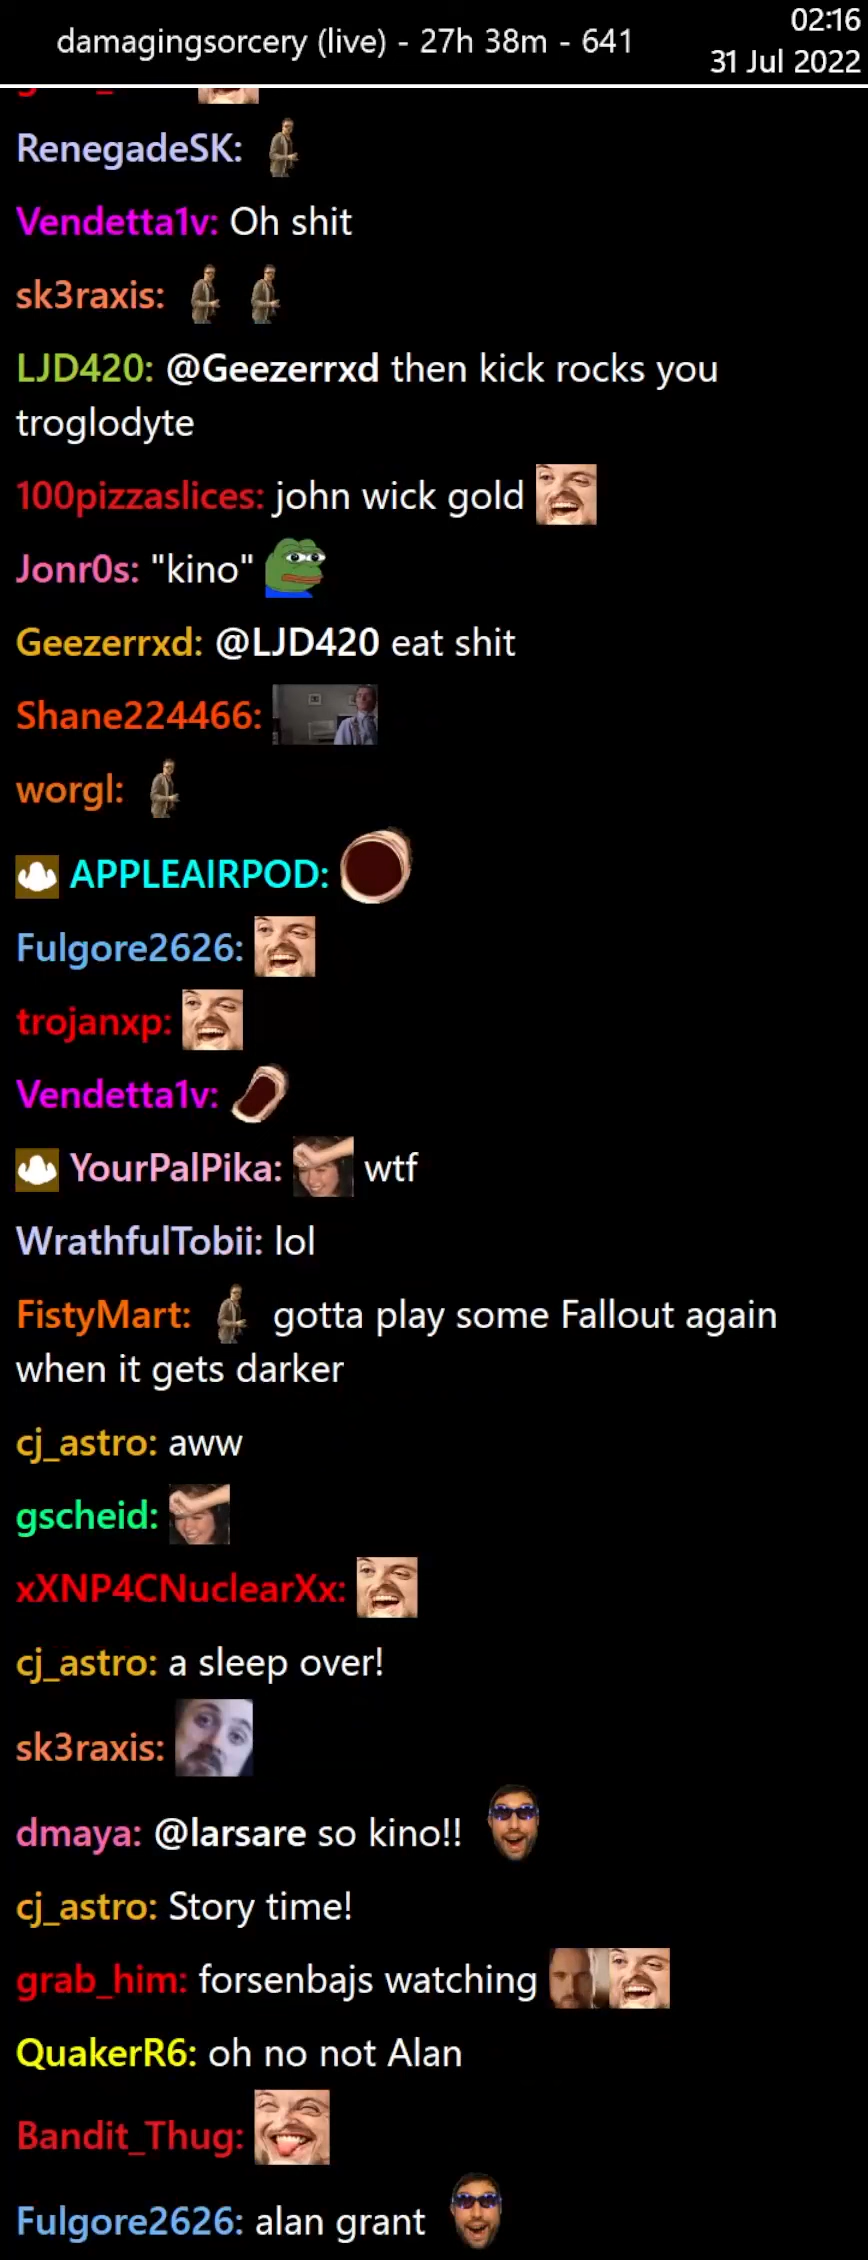 damagingsorcery (live) - 27h 38m - 641
02:16
31 Jul 2022
RenegadeSK:
Vendetta1v: Oh shit
sk3raxis:
LJD420: @Geezerrxd then kick rocks you
troglodyte
100pizzaslices: john wick gold
Jonr0s: "kino"
Geezerrxd: @LJD420 eat shit
Shane224466:
worgl:
APPLEAIRPOD:
Fulgore2626:
trojanxp:
Vendetta1v:
YourPalPika: wtf
WrathfulTobii: lol
FistyMart: gotta play some Fallout again
when it gets darker
cj_astro: aww
gscheid:
xXNP4CNuclearXx:
cj_astro: a sleep over!
sk3raxis:
dmaya: @larsare so kino!!
cj_astro: Story time!
grab_him: forsenbajs watching
QuakerR6: oh no not Alan
Bandit_Thug:
Fulgore2626: alan grant